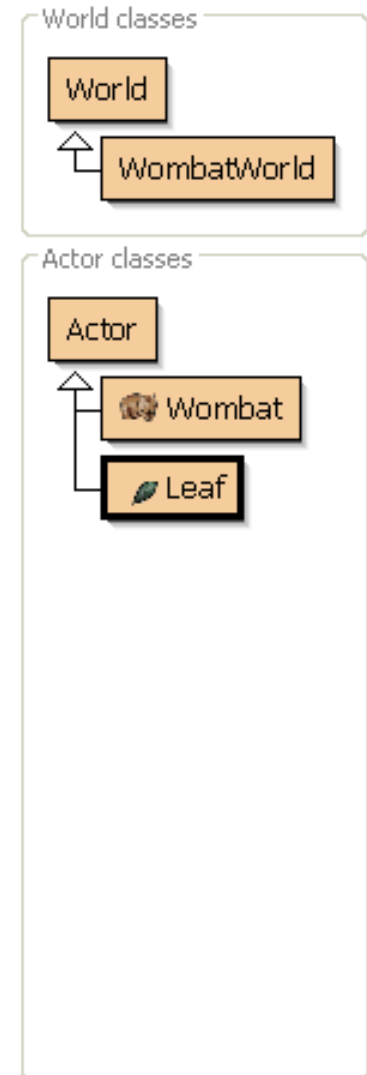 World classes
World
WombatWorld
Actor classes
Actor
Wombat
Leaf